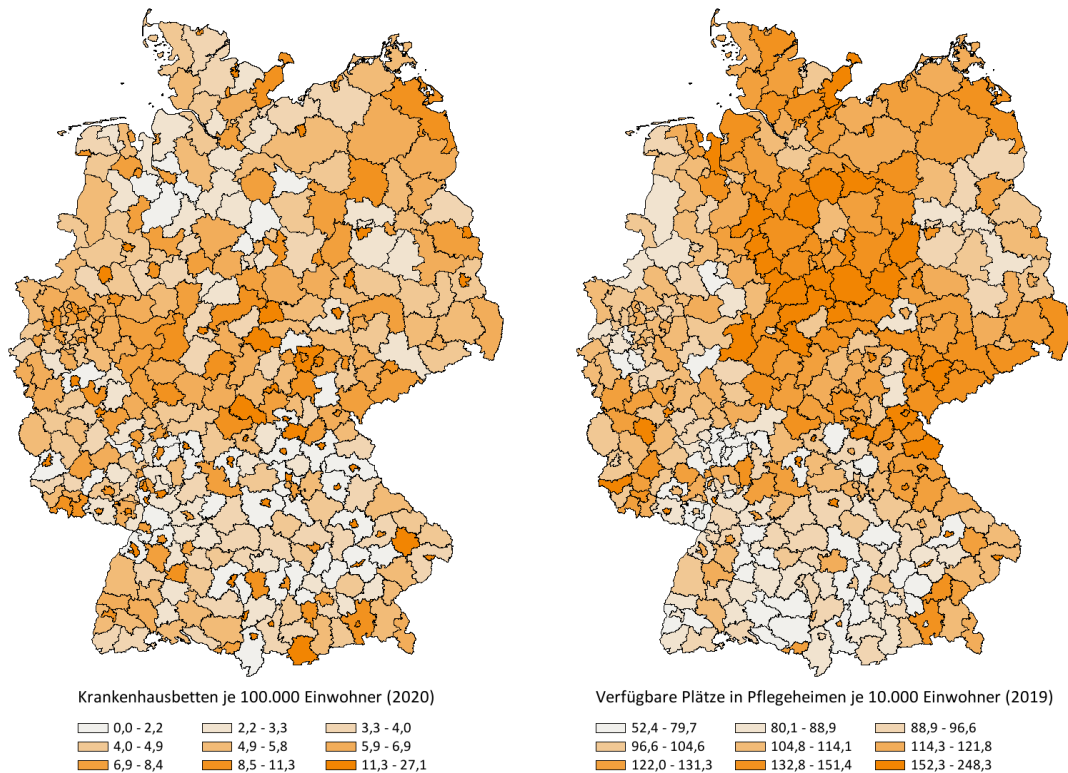 Krankenhausbetten je 100.000 Einwohner (2020)
0,0 - 2,2 2,2 - 3,3 3,3 - 4,0
4,0 - 4,9 4,9 - 5,8 5,9 - 6,9
6,9 - 8,4 8,5 - 11,3 11,3 - 27,1
Verfügbare Plätze in Pflegeheimen je 10.000 Einwohner (2019)
52,4 - 79,7 80,1 - 88,9 88,9 - 96,6
96,6 - 104,6 104,8 - 114,1 114,3 - 121,8
122,0 - 131,3 132,8 - 151,4 152,3 - 248,3